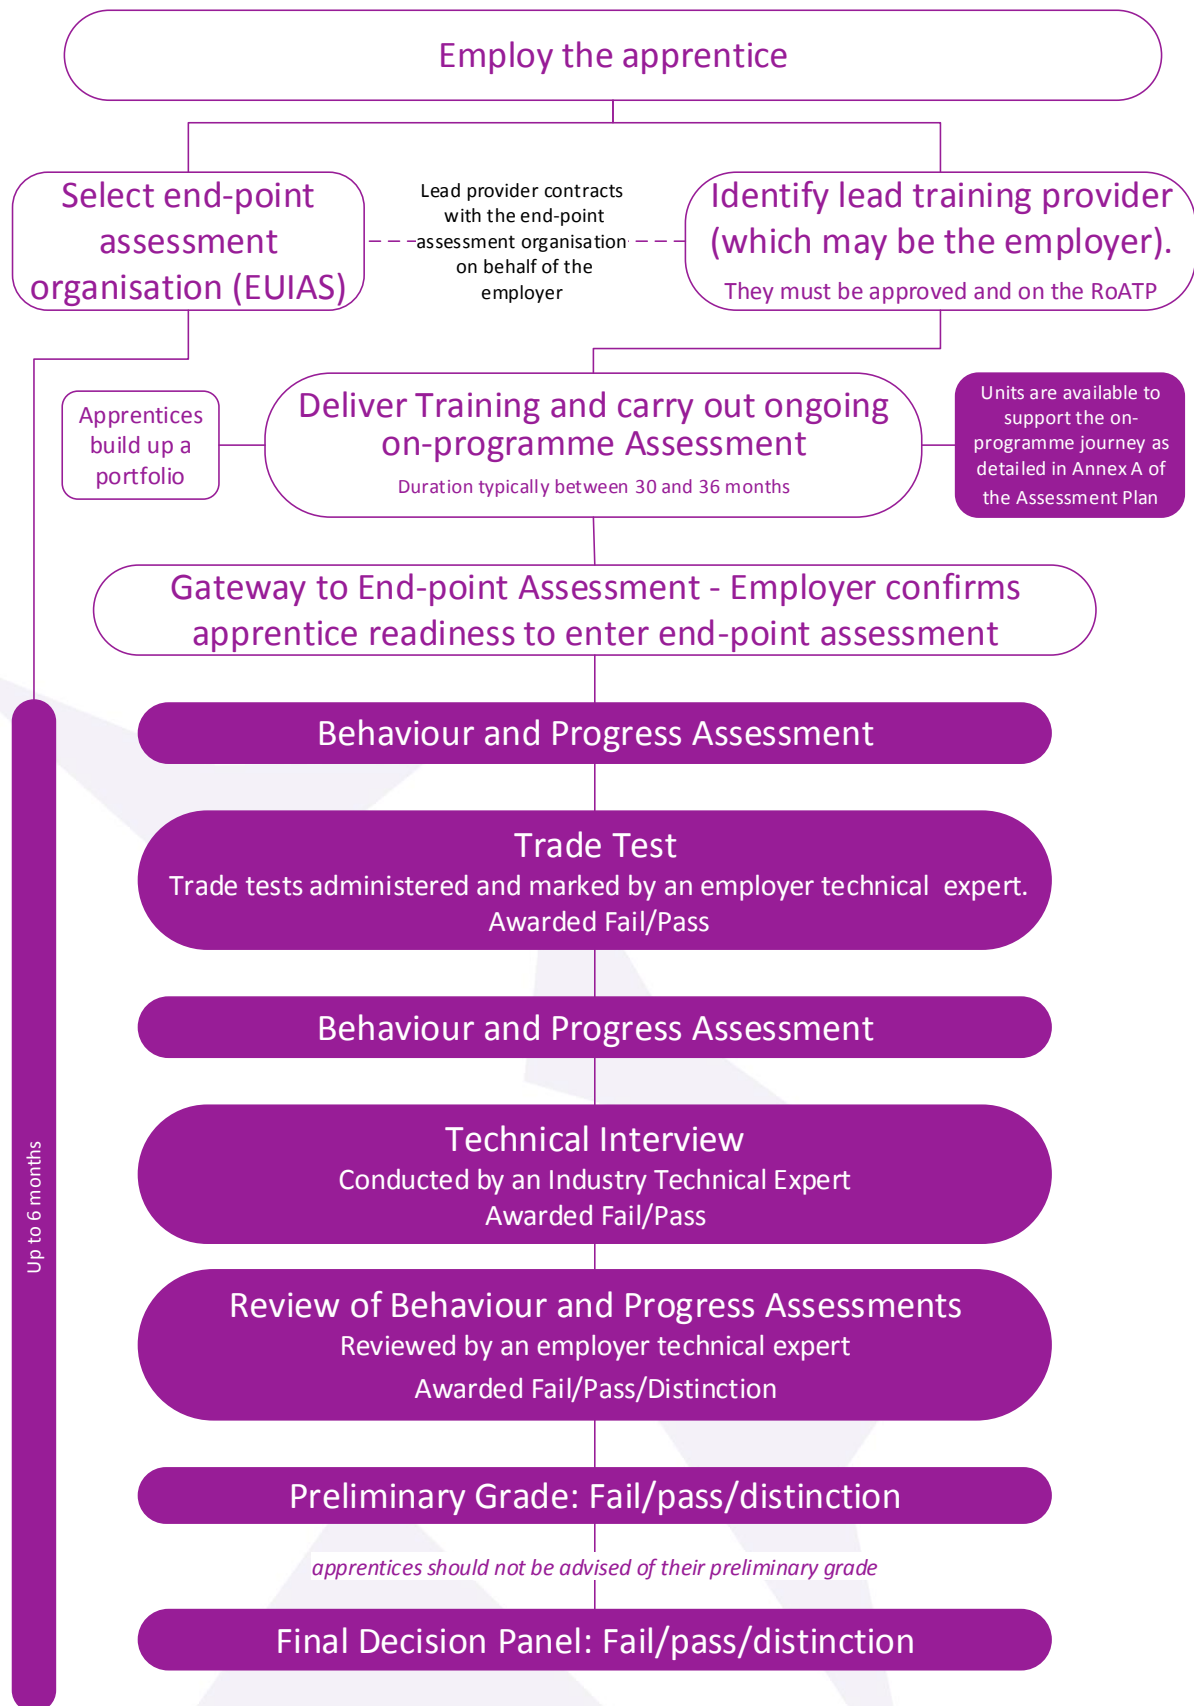 Employ the apprentice
Select end-point
assessment
organisation (EUIAS)
Lead provider contracts
with the end-point
assessment organisation
on behalf of the
employer
Identify lead training provider
(which may be the employer).
They must be approved and on the RoATP
Apprentices
build up a
portfolio
Deliver Training and carry out ongoing
on-programme Assessment
Duration typically between 30 and 36 months
Units are available to
support the on-
programme journey as
detailed in Annex A of
the Assessment Plan
Gateway to End-point Assessment - Employer confirms
apprentice readiness to enter end-point assessment
Up to 6 months
Behaviour and Progress Assessment
Trade Test
Trade tests administered and marked by an employer technical expert.
Awarded Fail/Pass
Behaviour and Progress Assessment
Technical Interview
Conducted by an Industry Technical Expert
Awarded Fail/Pass
Review of Behaviour and Progress Assessments
Reviewed by an employer technical expert
Awarded Fail/Pass/Distinction
Preliminary Grade: Fail/pass/distinction
apprentices should not be advised of their preliminary grade
Final Decision Panel: Fail/pass/distinction